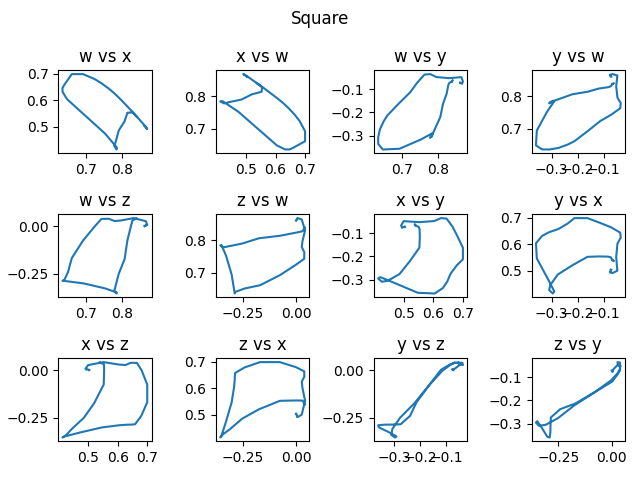 Square
w vs x
x vs w
w vs y
y vs w
0.7
0.6
0.5
0.7 0.8
0.8
0.7
0.5 0.6 0.7
−0.1
−0.2
−0.3
0.7 0.8
0.8
0.7
−0.3 −0.2 −0.1
w vs z
z vs w
x vs y
y vs x
0.00
−0.25
0.7 0.8
0.8
0.7
−0.25 0.00
−0.1
−0.2
−0.3
0.5 0.6 0.7
0.7
0.6
0.5
−0.3 −0.2 −0.1
x vs z
z vs x
y vs z
z vs y
0.00
−0.25
0.5 0.6 0.7
0.7
0.6
0.5
−0.25 0.00
0.00
−0.25
−0.3 −0.2 −0.1
−0.1
−0.2
−0.3
−0.25 0.00